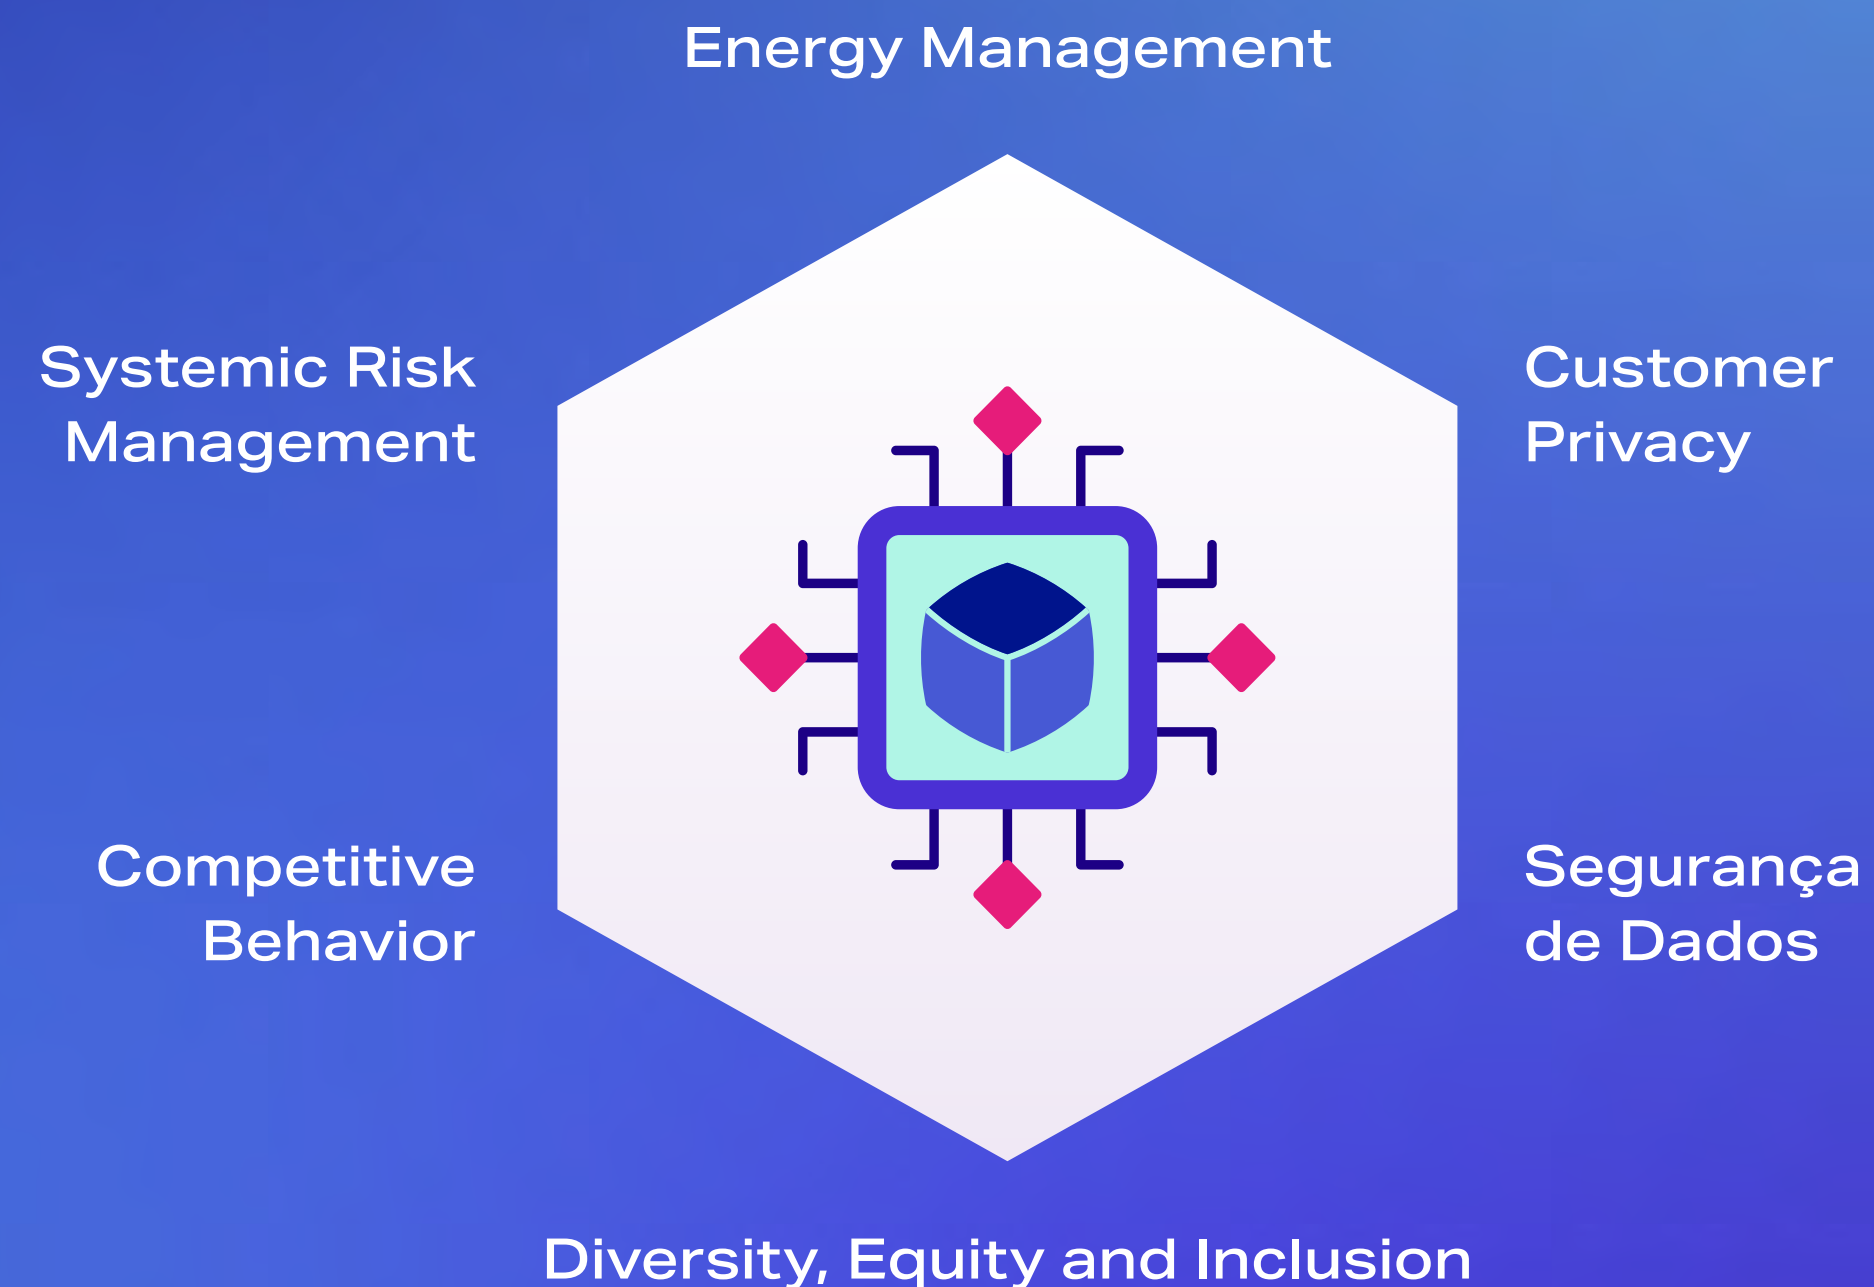 Energy Management
Systemic Risk
Management
Customer
Privacy
Competitive
Behavior
Segurança
de Dados
Diversity, Equity and Inclusion